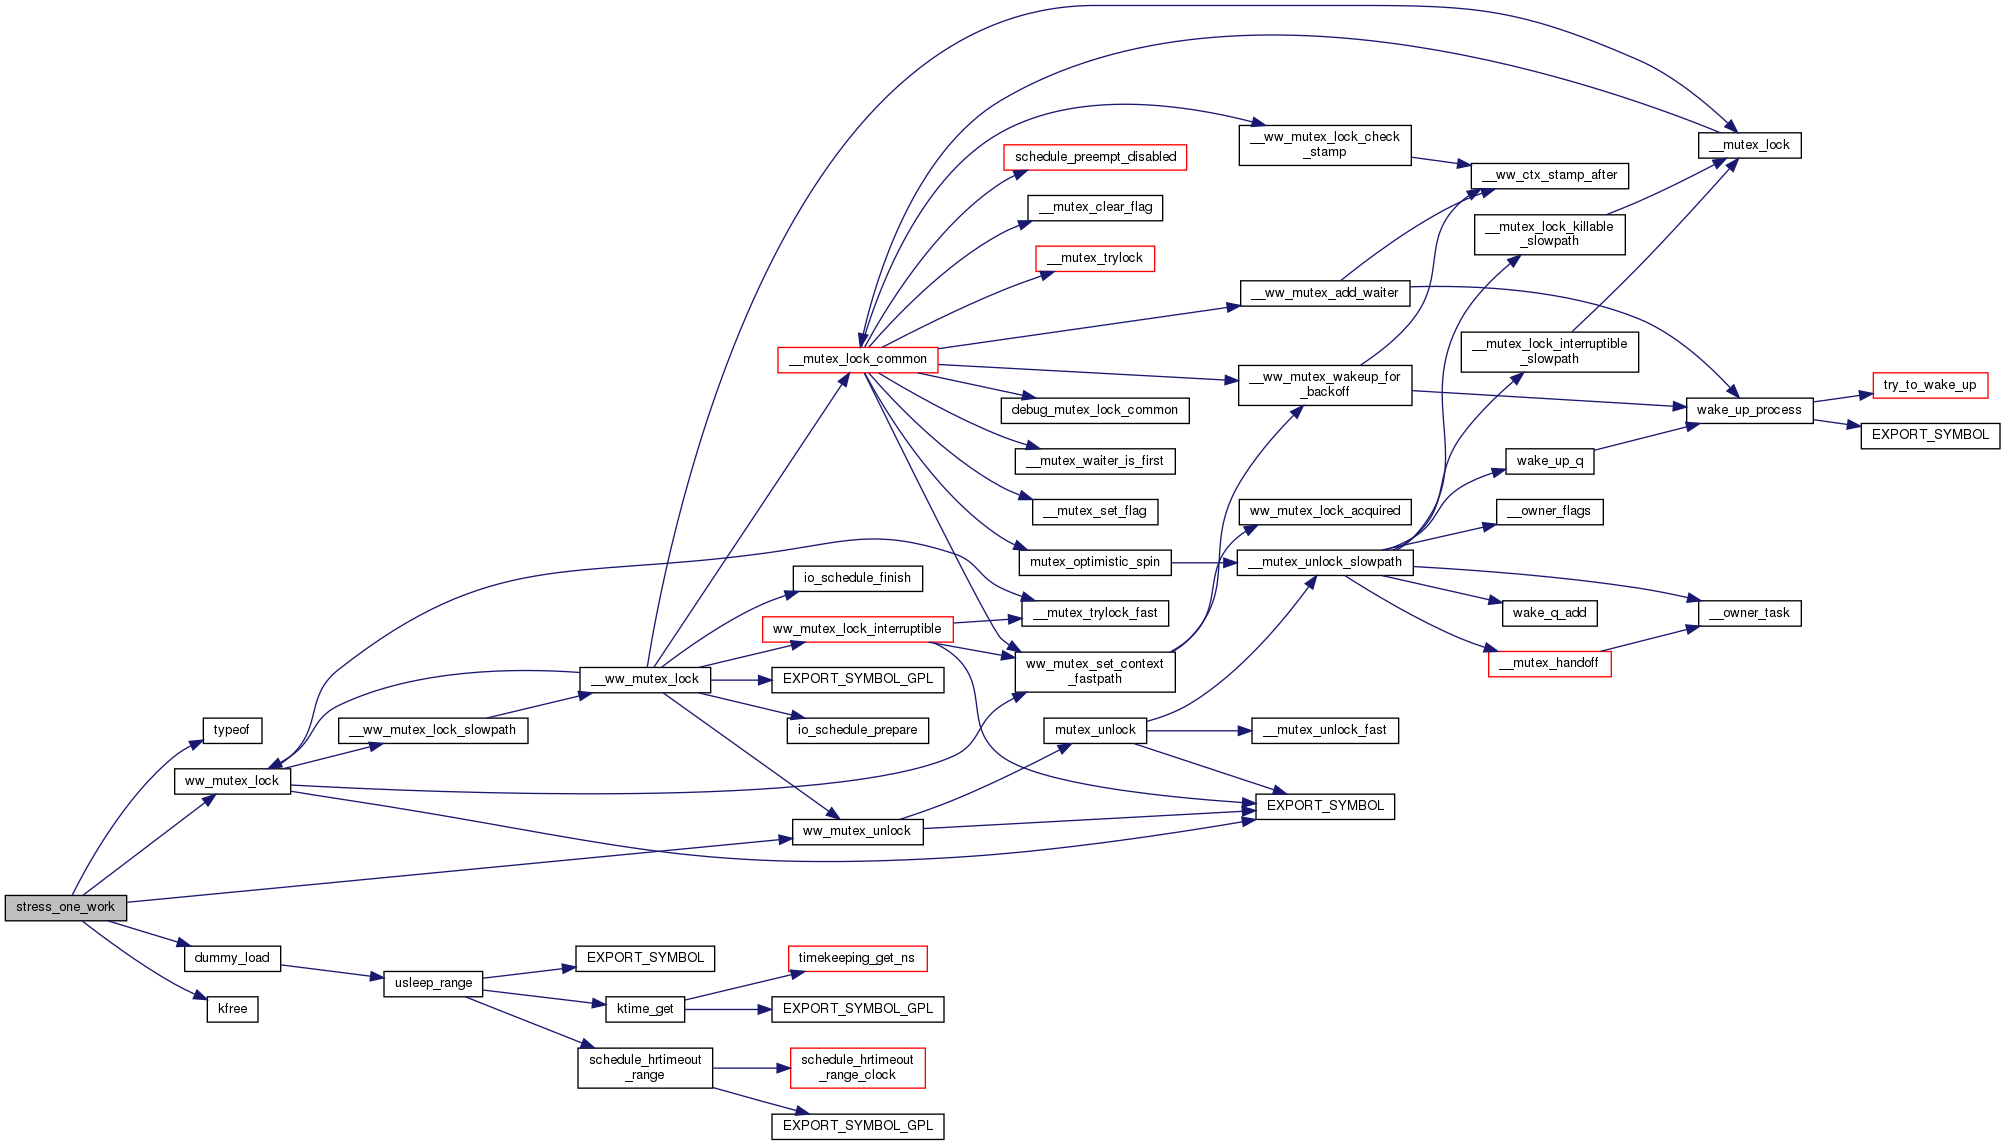 __mutex_lock
__ww_mutex_lock_check
_stamp
schedule_preempt_disabled
__ww_ctx_stamp_after
__mutex_clear_flag
__mutex_lock_killable
_slowpath
__mutex_trylock
__ww_mutex_add_waiter
__mutex_lock_common
__mutex_lock_interruptible
_slowpath
__ww_mutex_wakeup_for
_backoff
try_to_wake_up
debug_mutex_lock_common
wake_up_process
EXPORT_SYMBOL
__mutex_waiter_is_first
wake_up_q
__mutex_set_flag
ww_mutex_lock_acquired
__owner_flags
mutex_optimistic_spin
__mutex_unlock_slowpath
io_schedule_finish
__mutex_trylock_fast
wake_q_add
__owner_task
ww_mutex_lock_interruptible
__mutex_handoff
ww_mutex_set_context
_fastpath
__ww_mutex_lock
EXPORT_SYMBOL_GPL
typeof
__ww_mutex_lock_slowpath
io_schedule_prepare
mutex_unlock
__mutex_unlock_fast
ww_mutex_lock
EXPORT_SYMBOL
ww_mutex_unlock
stress_one_work
dummy_load
EXPORT_SYMBOL
timekeeping_get_ns
usleep_range
kfree
ktime_get
EXPORT_SYMBOL_GPL
schedule_hrtimeout
_range
schedule_hrtimeout
_range_clock
EXPORT_SYMBOL_GPL